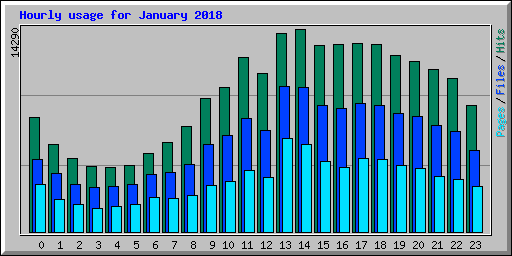 Hourly usage for January 2018
14290
Pages/Files/Hits
0 1 2 3 4 5 6 7 8 9 10 11 12 13 14 15 16 17 18 19 20 21 22 23